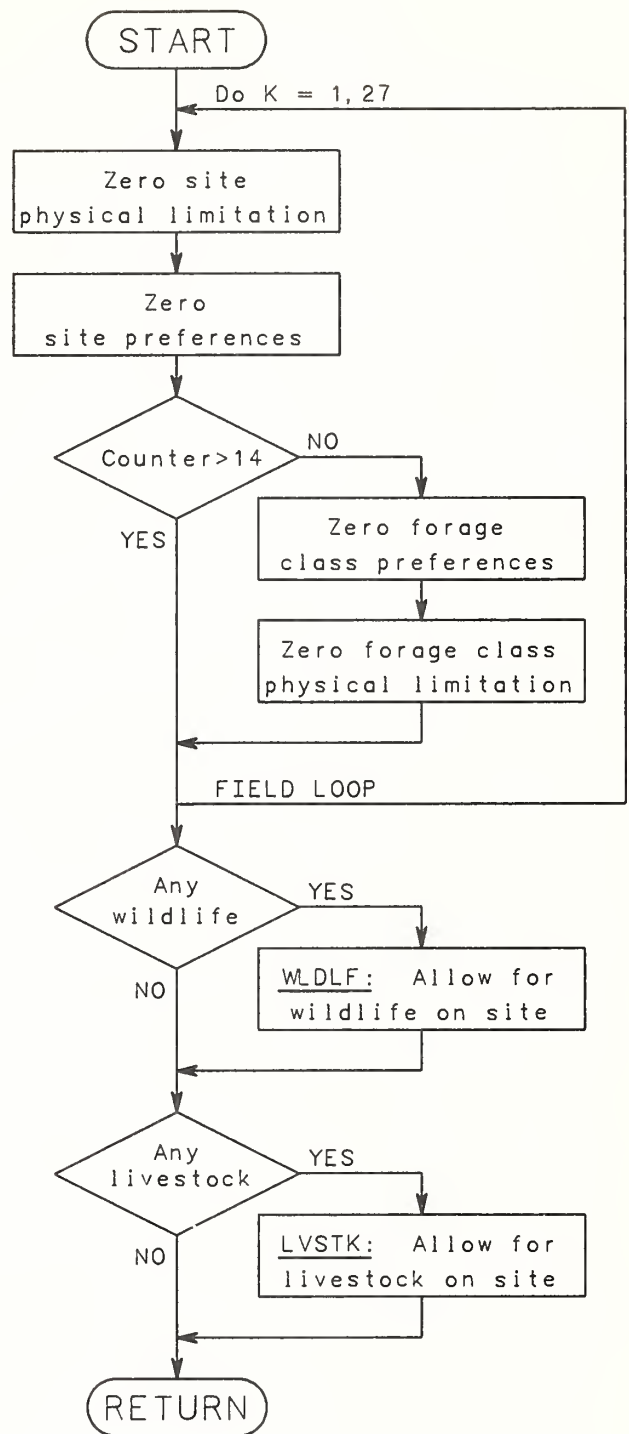 START
Do K = 1,27
Zero site
physical limitation
Zero
site preferences
Counter>14
NO
YES
Zero forage
class preferences
Zero forage class
physical limitation
FIELD LOOP
Any
wildlife
YES
NO
WLDLF: Allow for
wildlife on site
Any
livestock
YES
NO
LVSTK: Allow for
livestock on site
RETURN